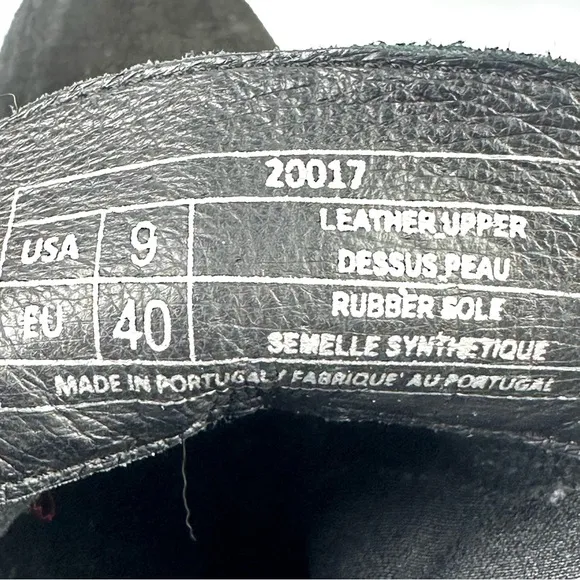 20017
USA 9 LEATHER UPPER
DESSUS PEAU
EU 40 RUBBER SOLE
SEMELLE SYNTHETIQUE
MADE IN PORTUGAL / FABRIQUE' AU PORTUGAL